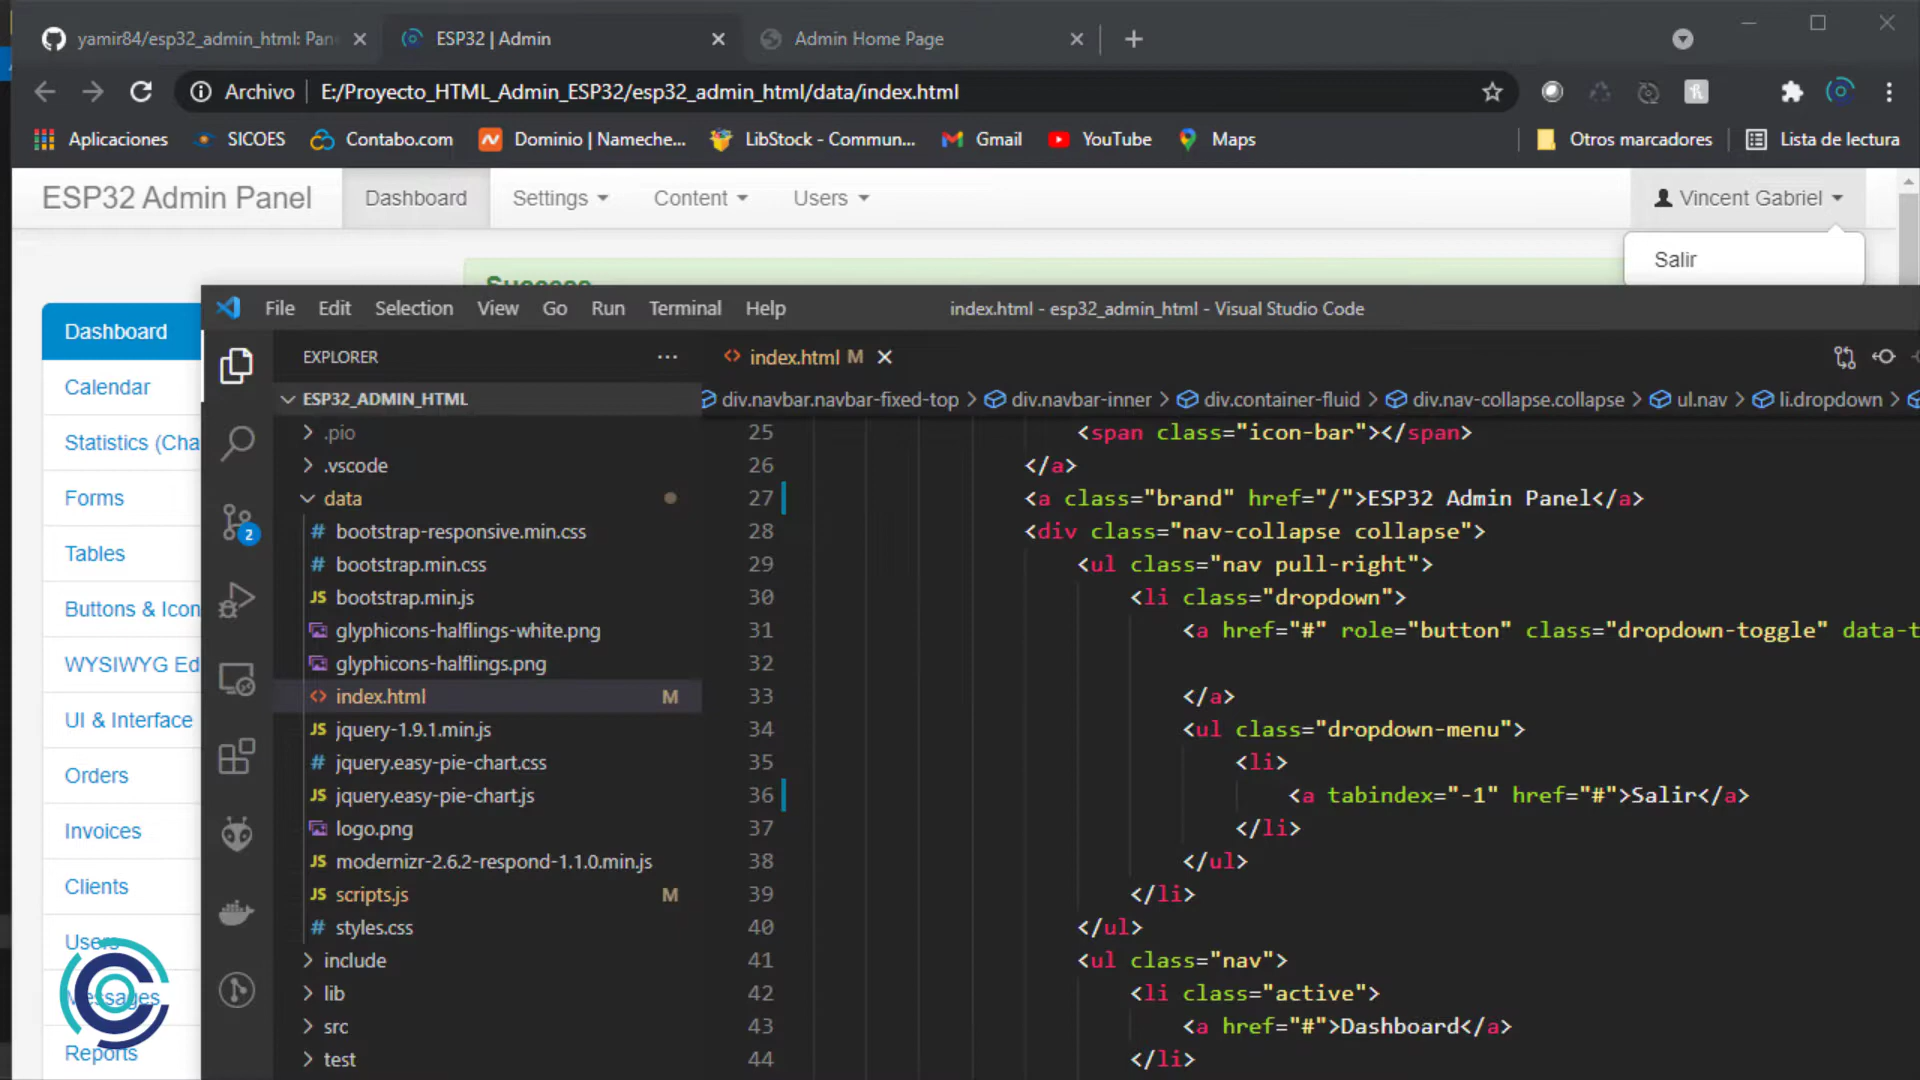 yamir84/esp32_admin_html: Pan
ESP32 | Admin
Admin Home Page
Archivo
E:/Proyecto_HTML_Admin_ESP32/esp32_admin_html/data/index.html
Aplicaciones
SICOES
Contabo.com
Dominio | Nameche...
LibStock - Commun...
Gmail
YouTube
Maps
Otros marcadores
Lista de lectura
ESP32 Admin Panel
Dashboard
Settings
Content
Users
Vincent Gabriel
Salir
Success
Dashboard
Calendar
Statistics (Cha
Forms
Tables
Buttons & Icon
WYSIWYG Ed
UI & Interface
Orders
Invoices
Clients
Users
Messages
Reports
File
Edit
Selection
View
Go
Run
Terminal
Help
index.html - esp32_admin_html - Visual Studio Code
EXPLORER
index.html M
ESP32_ADMIN_HTML
div.navbar.navbar-fixed-top > div.navbar-inner > div.container-fluid > div.nav-collapse.collapse > ul.nav > li.dropdown >
2
.pio
.vscode
data
bootstrap-responsive.min.css
bootstrap.min.css
JS bootstrap.min.js
glyphicons-halflings-white.png
glyphicons-halflings.png
index.html M
JS jquery-1.9.1.min.js
jquery.easy-pie-chart.css
JS jquery.easy-pie-chart.js
logo.png
JS modernizr-2.6.2-respond-1.1.0.min.js
JS scripts.js M
styles.css
include
lib
src
test
25 <span class="icon-bar"></span>
26 </a>
27 <a class="brand" href="/">ESP32 Admin Panel</a>
28 <div class="nav-collapse collapse">
29 <ul class="nav pull-right">
30 <li class="dropdown">
31 <a href="#" role="button" class="dropdown-toggle" data-t
32
33 </a>
34 <ul class="dropdown-menu">
35 <li>
36 <a tabindex="-1" href="#">Salir</a>
37 </li>
38 </ul>
39 </li>
40 </ul>
41 <ul class="nav">
42 <li class="active">
43 <a href="#">Dashboard</a>
44 </li>